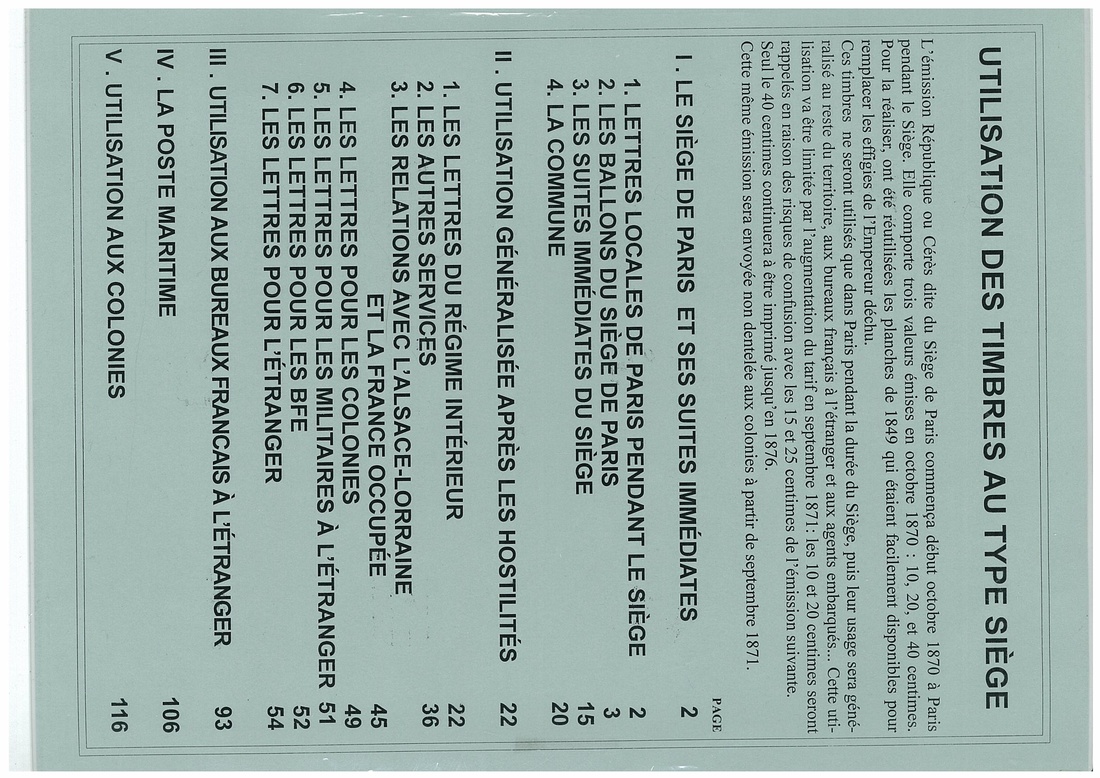 UTILISATION DES TIMBRES AU TYPE SIÈGE
L'émission République ou Cérès dite du Siège de Paris commença début octobre 1870 à Paris
pendant le Siège. Elle comporte trois valeurs émises en octobre 1870 : 10, 20, et 40 centimes.
Pour la réaliser, ont été réutilisées les planches de 1849 qui étaient facilement disponibles pour
remplacer les effigies de l'Empereur déchu.
Ces timbres ne seront utilisés que dans Paris pendant la durée du Siège, puis leur usage sera géné-
ralisé au reste du territoire, aux bureaux français à l'étranger et aux agents embarqués... Cette uti-
lisation va être limitée par l'augmentation du tarif en septembre 1871: les 10 et 20 centimes seront
rappelés en raison des risques de confusion avec les 15 et 25 centimes de l'émission suivante.
Seul le 40 centimes continuera à être imprimé jusqu'en 1876.
Cette même émission sera envoyée non dentelée aux colonies à partir de septembre 1871.
PAGE
I . LE SIÈGE DE PARIS ET SES SUITES IMMÉDIATES 2
1. LETTRES LOCALES DE PARIS PENDANT LE SIÈGE 2
2. LES BALLONS DU SIÈGE DE PARIS 3
3. LES SUITES IMMÉDIATES DU SIÈGE 15
4. LA COMMUNE 20
II . UTILISATION GÉNÉRALISÉE APRÈS LES HOSTILITÉS 22
1. LES LETTRES DU RÉGIME INTÉRIEUR 22
2. LES AUTRES SERVICES 36
3. LES RELATIONS AVEC L'ALSACE-LORRAINE
ET LA FRANCE OCCUPÉE 45
4. LES LETTRES POUR LES COLONIES 49
5. LES LETTRES POUR LES MILITAIRES À L'ÉTRANGER 51
6. LES LETTRES POUR LES BFE 52
7. LES LETTRES POUR L'ÉTRANGER 54
III . UTILISATION AUX BUREAUX FRANCAIS À L'ÉTRANGER 93
IV . LA POSTE MARITIME 106
V . UTILISATION AUX COLONIES 116